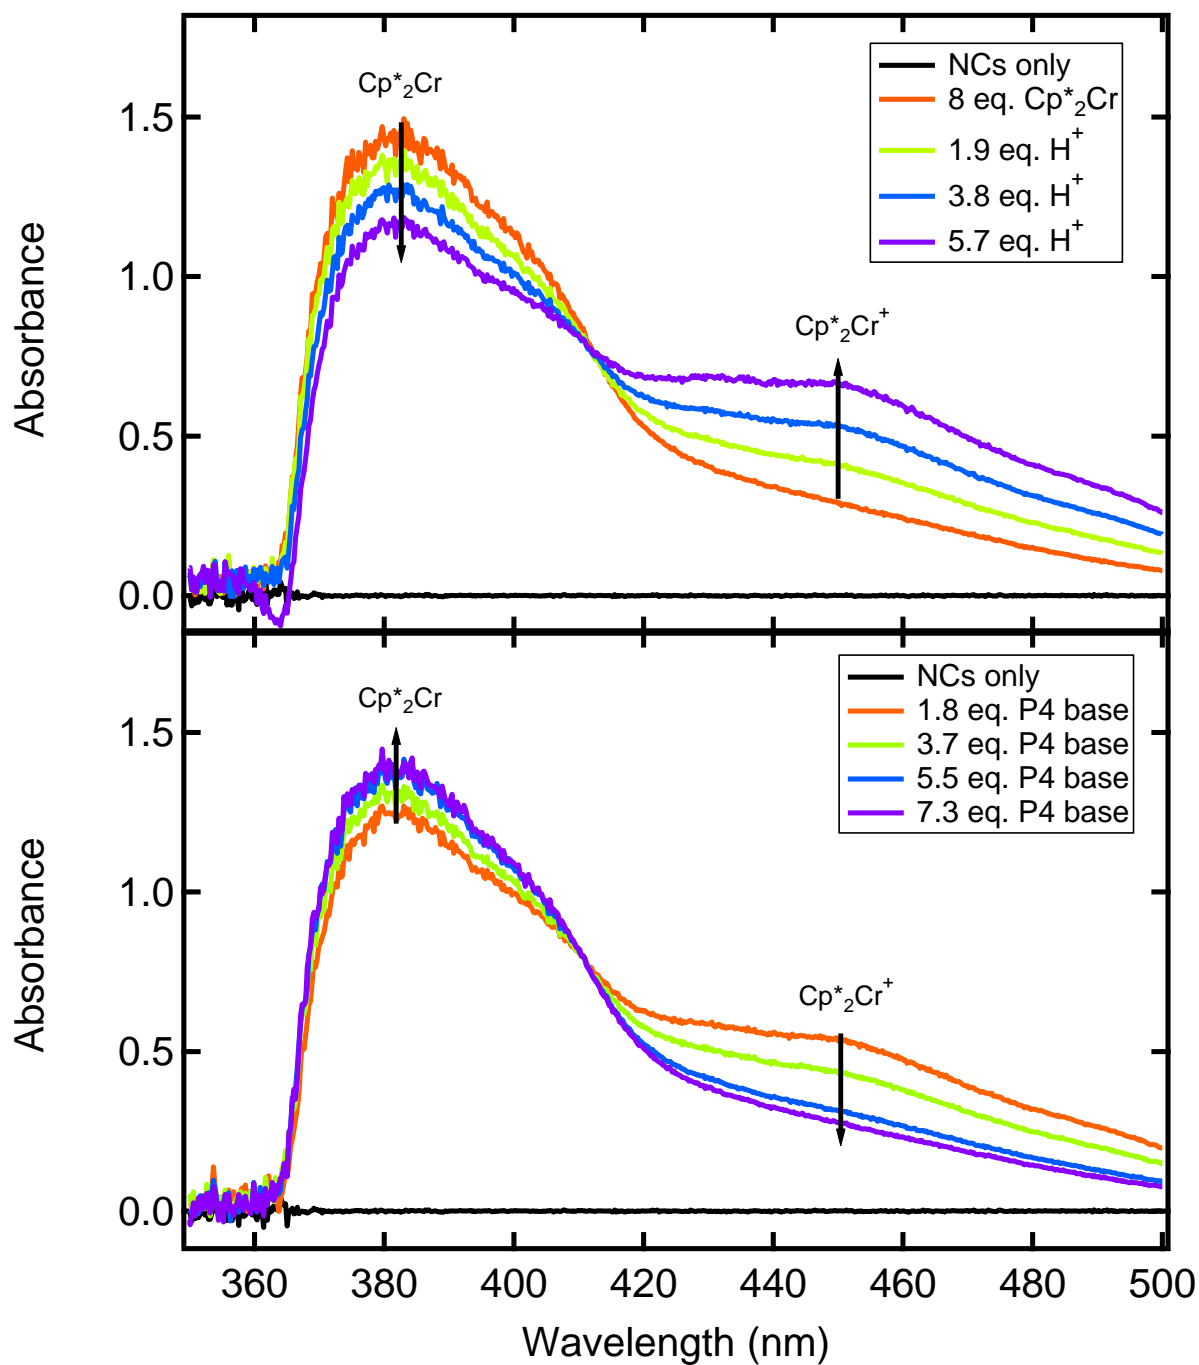 Cp*₂Cr
NCs only
8 eq. Cp*₂Cr
1.9 eq. H⁺
3.8 eq. H⁺
5.7 eq. H⁺
Cp*₂Cr⁺
1.5
1.0
0.5
0.0
Absorbance
Cp*₂Cr
NCs only
1.8 eq. P4 base
3.7 eq. P4 base
5.5 eq. P4 base
7.3 eq. P4 base
Cp*₂Cr⁺
1.5
1.0
0.5
0.0
Absorbance
360 380 400 420 440 460 480 500
Wavelength (nm)